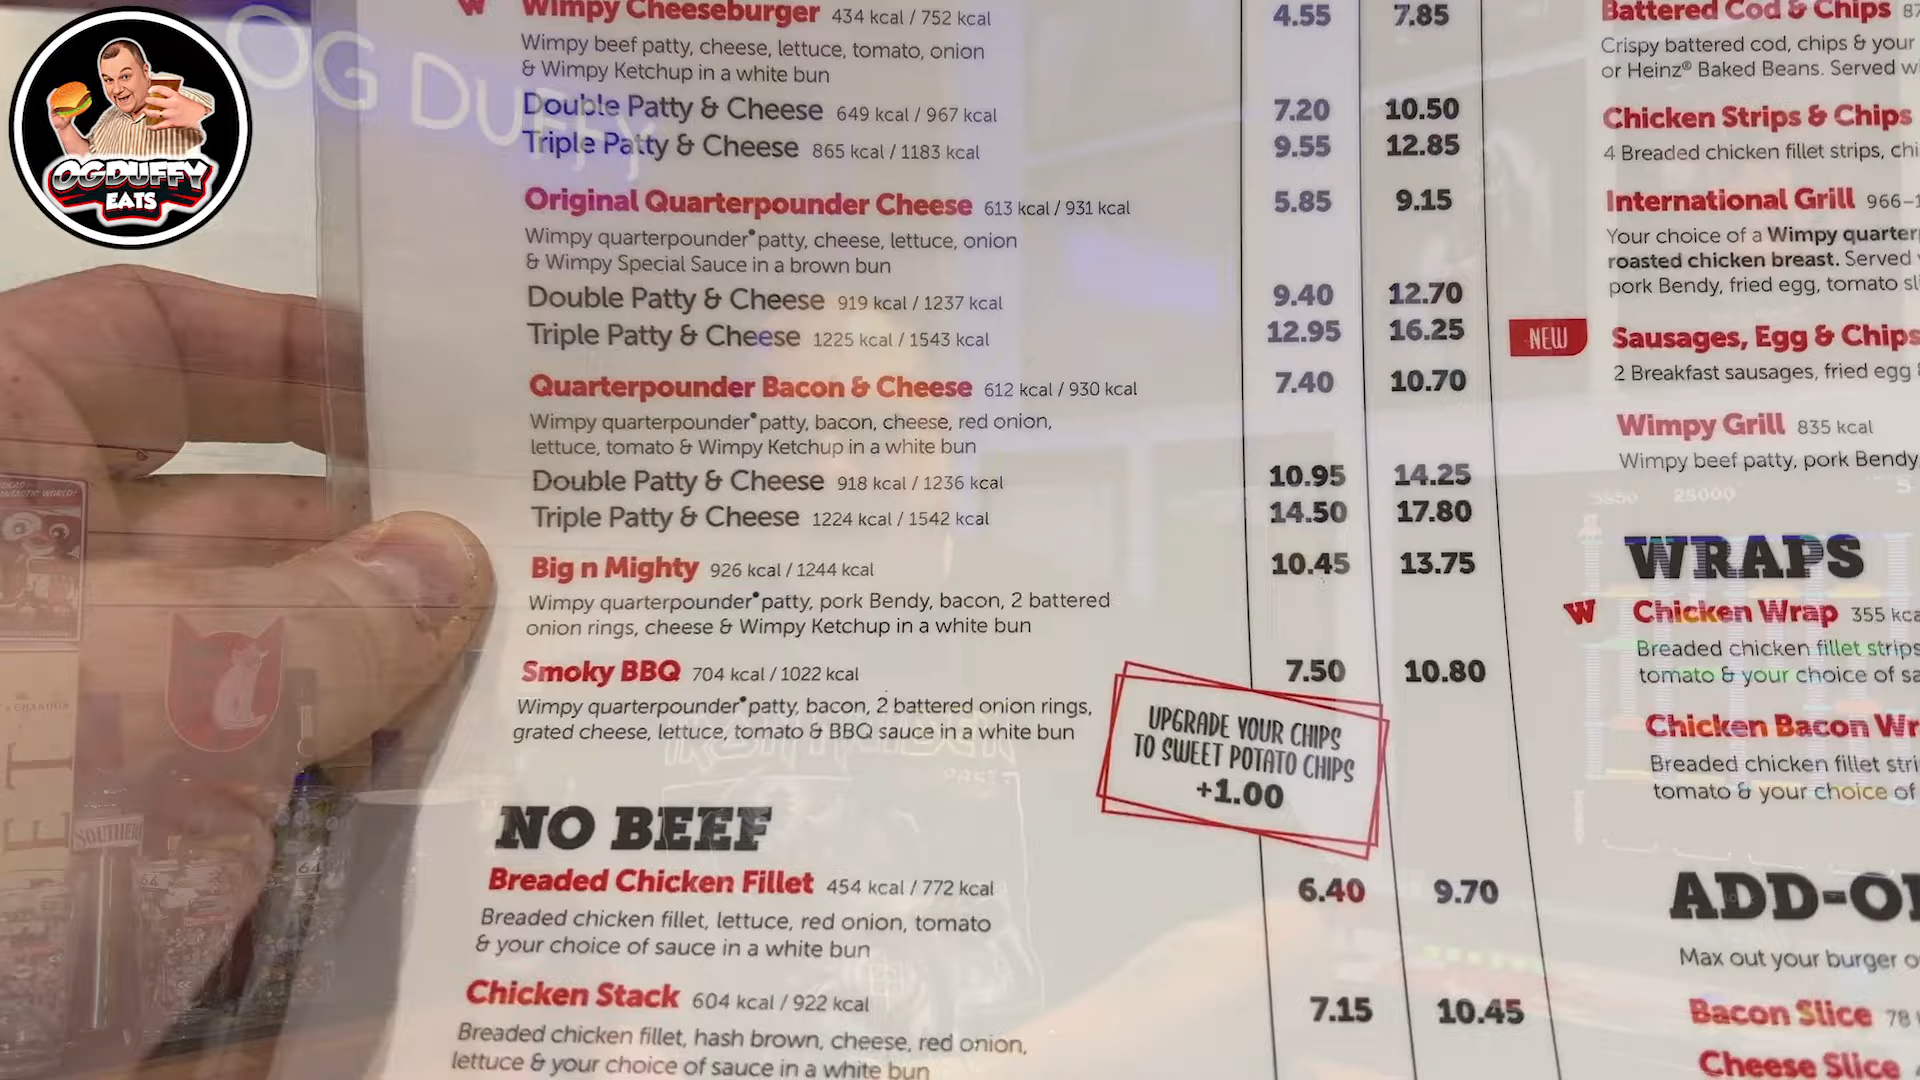 OG DUFFY
OGDUFFY
EATS
Wimpy Cheeseburger 434 kcal / 752 kcal 4.55 7.85
Wimpy beef patty, cheese, lettuce, tomato, onion
& Wimpy Ketchup in a white bun
Double Patty & Cheese 649 kcal / 967 kcal 7.20 10.50
Triple Patty & Cheese 865 kcal / 1183 kcal 9.55 12.85
Original Quarterpounder Cheese 613 kcal / 931 kcal 5.85 9.15
Wimpy quarterpounder* patty, cheese, lettuce, onion
& Wimpy Special Sauce in a brown bun
Double Patty & Cheese 919 kcal / 1237 kcal 9.40 12.70
Triple Patty & Cheese 1225 kcal / 1543 kcal 12.95 16.25
Quarterpounder Bacon & Cheese 612 kcal / 930 kcal 7.40 10.70
Wimpy quarterpounder* patty, bacon, cheese, red onion,
lettuce, tomato & Wimpy Ketchup in a white bun
Double Patty & Cheese 918 kcal / 1236 kcal 10.95 14.25
Triple Patty & Cheese 1224 kcal / 1542 kcal 14.50 17.80
Big n Mighty 926 kcal / 1244 kcal 10.45 13.75
Wimpy quarterpounder* patty, pork Bendy, bacon, 2 battered
onion rings, cheese & Wimpy Ketchup in a white bun
Smoky BBQ 704 kcal / 1022 kcal 7.50 10.80
Wimpy quarterpounder* patty, bacon, 2 battered onion rings,
grated cheese, lettuce, tomato & BBQ sauce in a white bun
UPGRADE YOUR CHIPS
TO SWEET POTATO CHIPS
+1.00
NO BEEF
Breaded Chicken Fillet 454 kcal / 772 kcal 6.40 9.70
Breaded chicken fillet, lettuce, red onion, tomato
& your choice of sauce in a white bun
Chicken Stack 604 kcal / 922 kcal 7.15 10.45
Breaded chicken fillet, hash brown, cheese, red onion,
lettuce & your choice of sauce in a white bun
Battered Cod & Chips
Crispy battered cod, chips & your
or Heinz® Baked Beans. Served
Chicken Strips & Chips
4 Breaded chicken fillet strips,
International Grill 966-
Your choice of a Wimpy
roasted chicken breast. Served
pork Bendy, fried egg, tomato
NEW
Sausages, Egg & Chips
2 Breakfast sausages, fried egg
Wimpy Grill 835 kcal
Wimpy beef patty, pork Bendy,
25000
WRAPS
Chicken Wrap 355
Breaded chicken fillet strips
tomato & your choice of
Chicken Bacon
Breaded chicken fillet
tomato & your choice of
Max out your burger
Bacon Slice 78
Cheese Slice
SOUTHERN
64
64